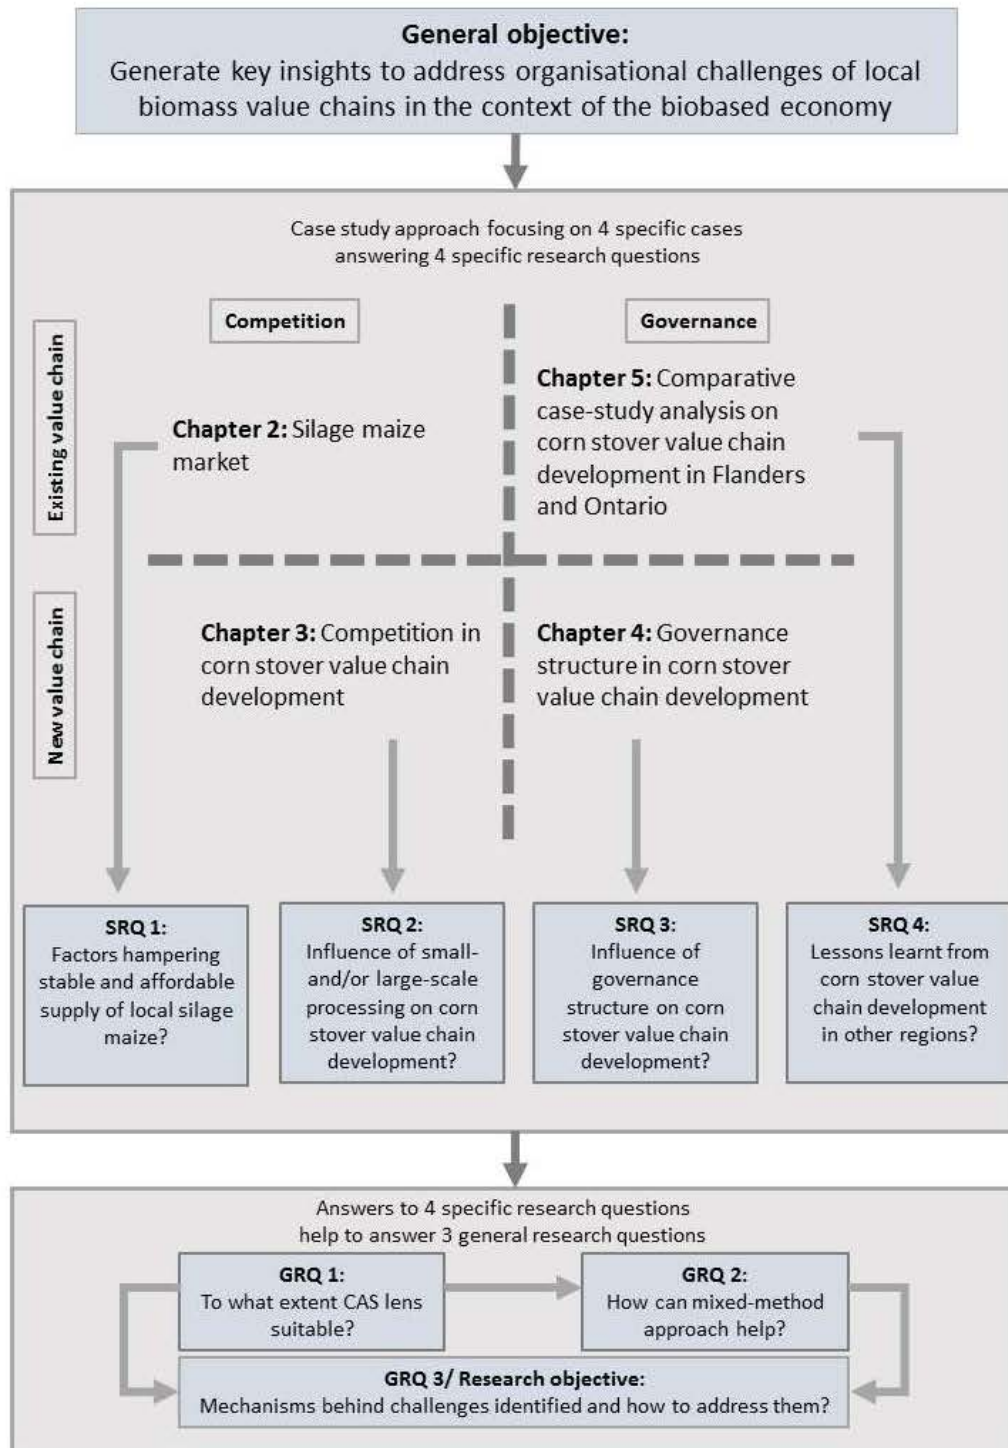 General objective:
Generate key insights to address organisational challenges of local
biomass value chains in the context of the biobased economy
Case study approach focusing on 4 specific cases
answering 4 specific research questions
Competition
Governance
Existing value chain
Chapter 2: Silage maize
market
Chapter 5: Comparative
case-study analysis on
corn stover value chain
development in Flanders
and Ontario
New value chain
Chapter 3: Competition in
corn stover value chain
development
Chapter 4: Governance
structure in corn stover
value chain development
SRQ 1:
Factors hampering
stable and affordable
supply of local silage
maize?
SRQ 2:
Influence of small-
and/or large-scale
processing on corn
stover value chain
development?
SRQ 3:
Influence of
governance
structure on corn
stover value chain
development?
SRQ 4:
Lessons learnt from
corn stover value
chain development
in other regions?
Answers to 4 specific research questions
help to answer 3 general research questions
GRQ 1:
To what extent CAS lens
suitable?
GRQ 2:
How can mixed-method
approach help?
GRQ 3/ Research objective:
Mechanisms behind challenges identified and how to address them?